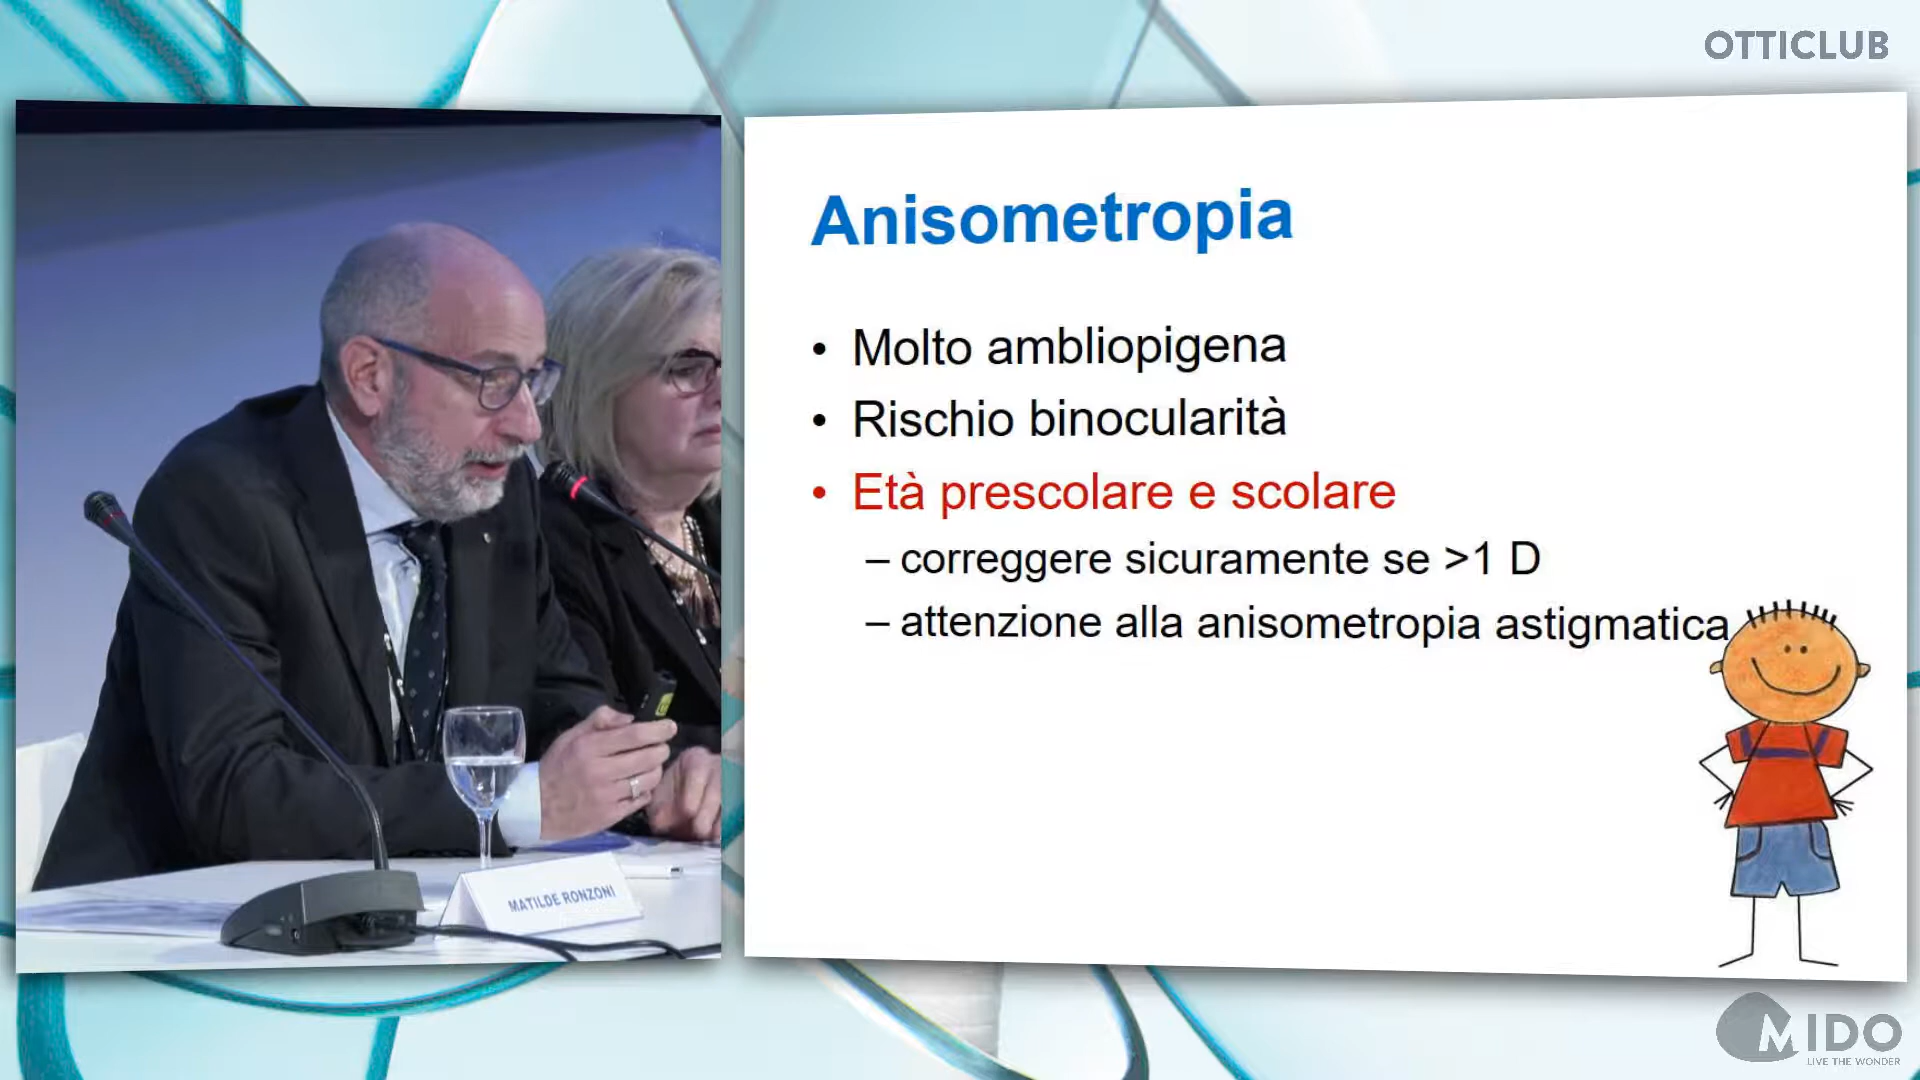 OTTICLUB
Anisometropia
• Molto ambliopigena
• Rischio binocularità
• Età prescolare e scolare
– correggere sicuramente se >1 D
– attenzione alla anisometropia astigmatica
MATILDE RONZONI
MIDO
LIVE THE WONDER